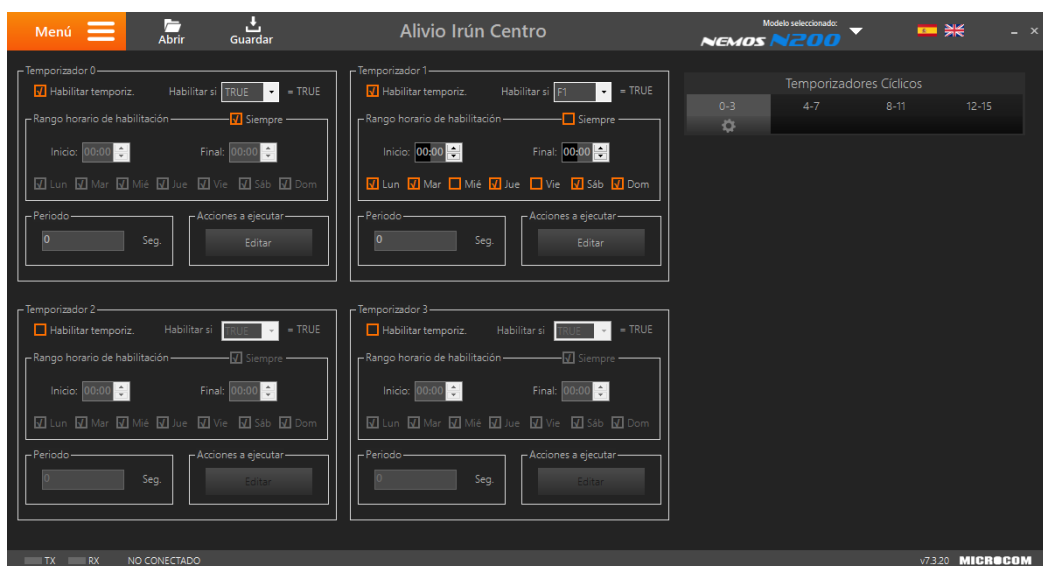 Menú
Abrir
Guardar
Alivio Irún Centro
Modelo seleccionado:
NEMOS N200
Temporizador 0
Habilitar temporiz. Habilitar si TRUE = TRUE
Rango horario de habilitación Siempre
Inicio: 00:00 Final: 00:00
Lun Mar Mié Jue Vie Sáb Dom
Periodo Acciones a ejecutar
0 Seg. Editar
Temporizador 1
Habilitar temporiz. Habilitar si F1 = TRUE
Rango horario de habilitación Siempre
Inicio: 00:00 Final: 00:00
Lun Mar Mié Jue Vie Sáb Dom
Periodo Acciones a ejecutar
0 Seg. Editar
Temporizadores Cíclicos
0-3 4-7 8-11 12-15
Temporizador 2
Habilitar temporiz. Habilitar si TRUE = TRUE
Rango horario de habilitación Siempre
Inicio: 00:00 Final: 00:00
Lun Mar Mié Jue Vie Sáb Dom
Periodo Acciones a ejecutar
0 Seg. Editar
Temporizador 3
Habilitar temporiz. Habilitar si TRUE = TRUE
Rango horario de habilitación Siempre
Inicio: 00:00 Final: 00:00
Lun Mar Mié Jue Vie Sáb Dom
Periodo Acciones a ejecutar
0 Seg. Editar
TX RX NO CONECTADO
v7.3.20 MICROCOM